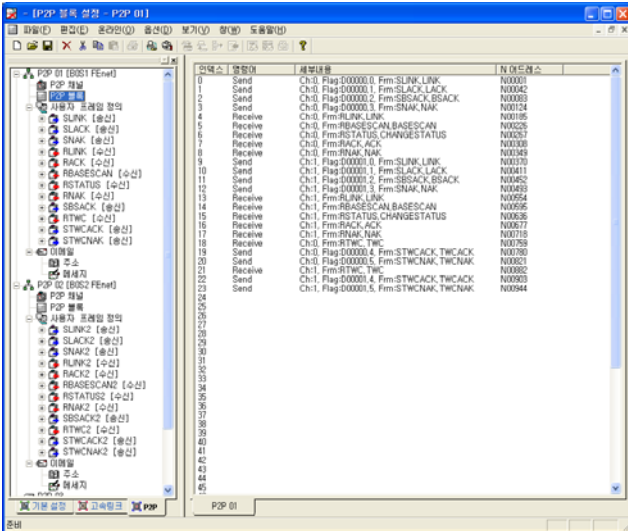 - [P2P 블록 설정 - P2P 01]
파일(F) 편집(E) 온라인(O) 옵션(O) 보기(V) 창(W) 도움말(H)
P2P 01 [B0S1 FEnet]
P2P 채널
P2P 블록
사용자 프레임 정의
SLINK [송신]
SLACK [송신]
SNAK [송신]
RLINK [수신]
RACK [수신]
RBASESCAN [수신]
RSTATUS [수신]
RNAK [수신]
SBSACK [송신]
RTWC [수신]
STWCACK [송신]
STWCNAK [송신]
이메일
주소
메세지
P2P 02 [B0S2 FEnet]
P2P 채널
P2P 블록
사용자 프레임 정의
SLINK2 [송신]
SLACK2 [송신]
SNAK2 [송신]
RLINK2 [수신]
RACK2 [수신]
RBASESCAN2 [수신]
RSTATUS2 [수신]
RNAK2 [수신]
SBSACK2 [송신]
RTWC2 [수신]
STWCACK2 [송신]
STWCNAK2 [송신]
이메일
주소
메세지
P2P 03
기본 설정 고속링크 P2P
인덱스 명령어 세부내용 N 어드레스
0 Send Ch:0, Flag:D00000.0, Frm:SLINK,LINK N00001
1 Send Ch:0, Flag:D00000.1, Frm:SLACK,LACK N00042
2 Send Ch:0, Flag:D00000.2, Frm:SBSACK,BSACK N00083
3 Send Ch:0, Flag:D00000.3, Frm:SNAK,NAK N00124
4 Receive Ch:0, Frm:RLINK,LINK N00185
5 Receive Ch:0, Frm:RBASESCAN,BASESCAN N00226
6 Receive Ch:0, Frm:RSTATUS,CHANGESTATUS N00267
7 Receive Ch:0, Frm:RACK,ACK N00308
8 Receive Ch:0, Frm:RNAK,NAK N00349
9 Send Ch:1, Flag:D00001.0, Frm:SLINK,LINK N00370
10 Send Ch:1, Flag:D00001.1, Frm:SLACK,LACK N00411
11 Send Ch:1, Flag:D00001.2, Frm:SBSACK,BSACK N00452
12 Send Ch:1, Flag:D00001.3, Frm:SNAK,NAK N00493
13 Receive Ch:1, Frm:RLINK,LINK N00554
14 Receive Ch:1, Frm:RBASESCAN,BASESCAN N00595
15 Receive Ch:1, Frm:RSTATUS,CHANGESTATUS N00636
16 Receive Ch:1, Frm:RACK,ACK N00677
17 Receive Ch:1, Frm:RNAK,NAK N00718
18 Receive Ch:0, Frm:RTWC,TWC N00759
19 Send Ch:0, Flag:D00000.4, Frm:STWCACK,TWCACK N00780
20 Send Ch:0, Flag:D00000.5, Frm:STWCNAK,TWCNAK N00821
21 Receive Ch:1, Frm:RTWC,TWC N00882
22 Send Ch:1, Flag:D00001.4, Frm:STWCACK,TWCACK N00903
23 Send Ch:1, Flag:D00001.5, Frm:STWCNAK,TWCNAK N00944
24
25
26
27
28
29
30
31
32
33
34
35
36
37
38
39
40
41
42
43
44
45
P2P 01
준비